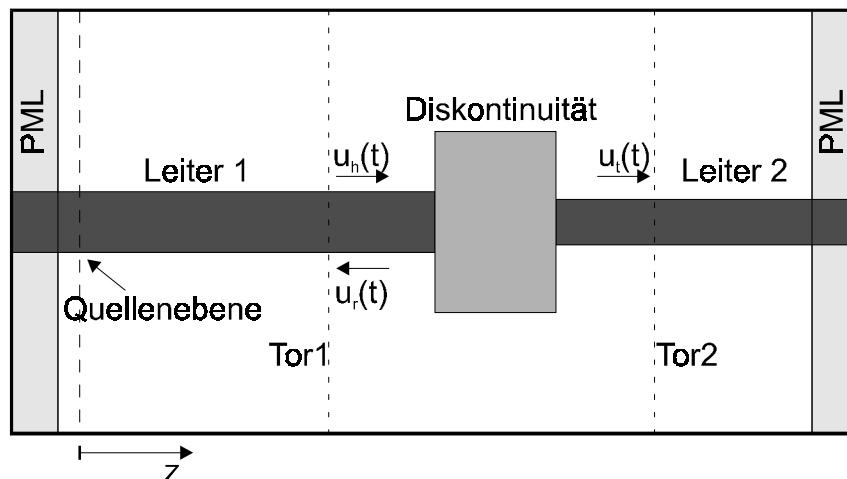 PML
Diskontinuität
PML
Leiter 1
u_h(t)
u_t(t)
Leiter 2
u_r(t)
Quellenebene
Tor1
Tor2
z